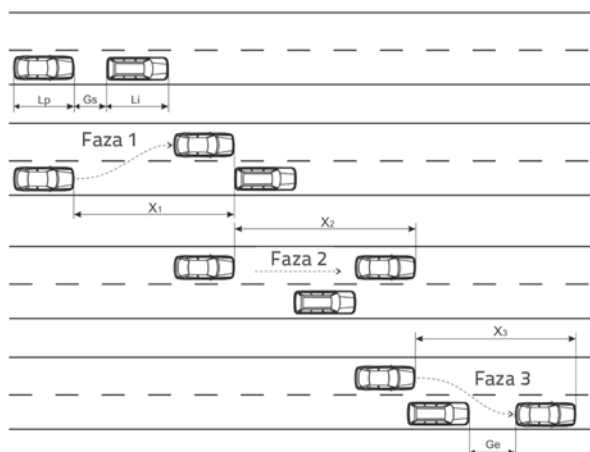 Lp Gs Li
Faza 1
X₁
X₂
Faza 2
X₃
Faza 3
Ge